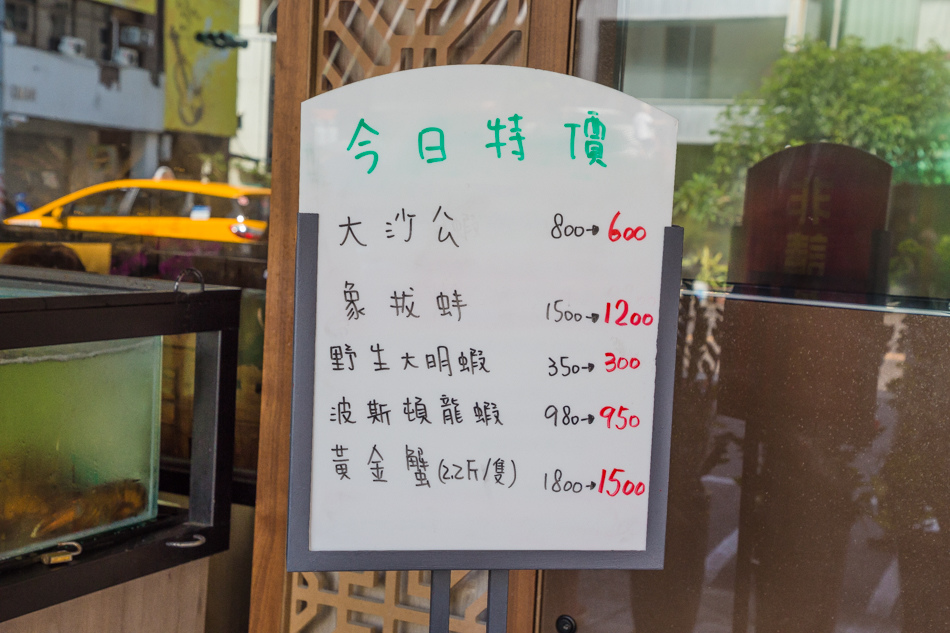 今日特價
大沙公 800→600
象拔蚌 1500→1200
野生大明蝦 350→300
波斯頓龍蝦 980→950
黃金蟹(2.2斤/隻) 1800→1500